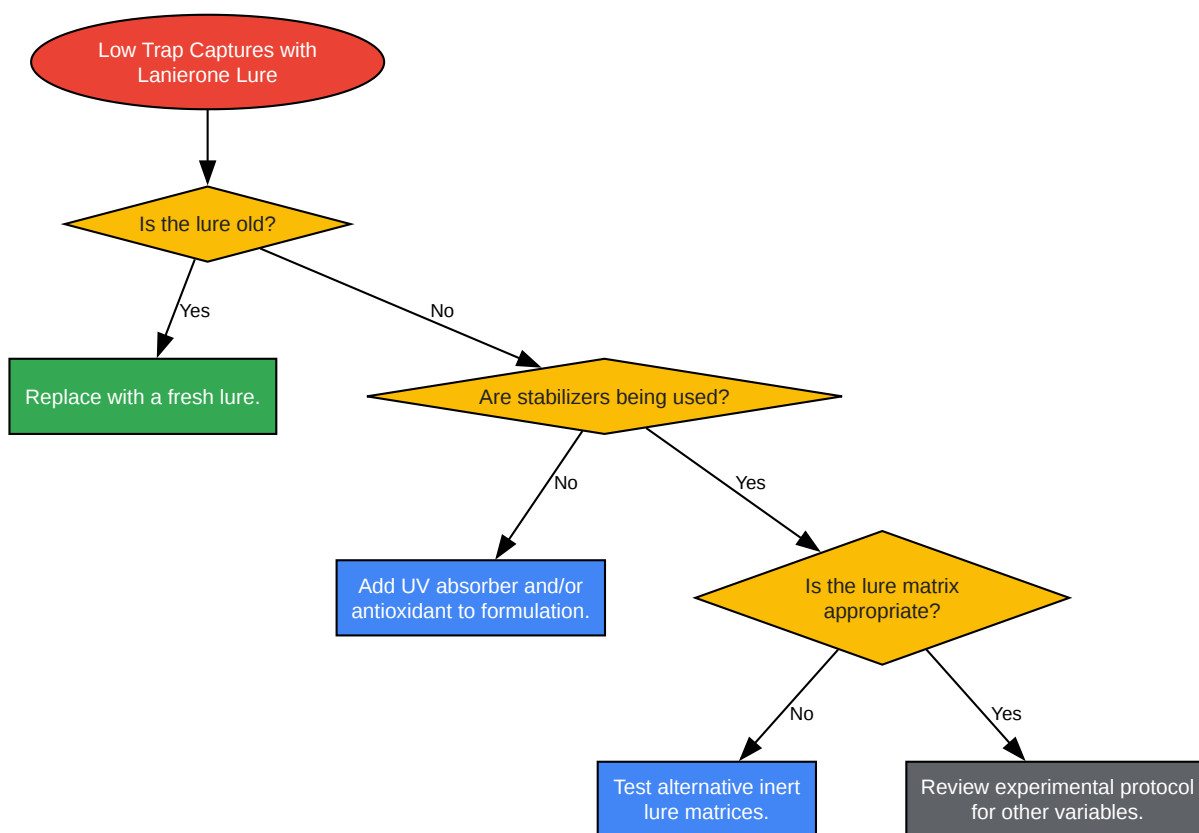 Low Trap Captures with
Lanierone Lure
Is the lure old?
Yes
No
Replace with a fresh lure.
Are stabilizers being used?
No
Yes
Add UV absorber and/or
antioxidant to formulation.
Is the lure matrix
appropriate?
No
Yes
Test alternative inert
lure matrices.
Review experimental protocol
for other variables.